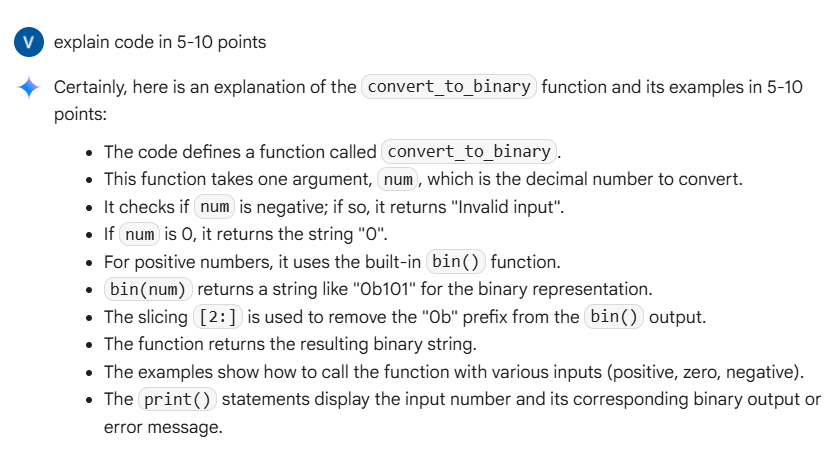 V explain code in 5-10 points
Certainly, here is an explanation of the convert_to_binary function and its examples in 5-10
points:
• The code defines a function called convert_to_binary.
• This function takes one argument, num, which is the decimal number to convert.
• It checks if num is negative; if so, it returns "Invalid input".
• If num is 0, it returns the string "0".
• For positive numbers, it uses the built-in bin() function.
• bin(num) returns a string like "0b101" for the binary representation.
• The slicing [2:] is used to remove the "0b" prefix from the bin() output.
• The function returns the resulting binary string.
• The examples show how to call the function with various inputs (positive, zero, negative).
• The print() statements display the input number and its corresponding binary output or
error message.